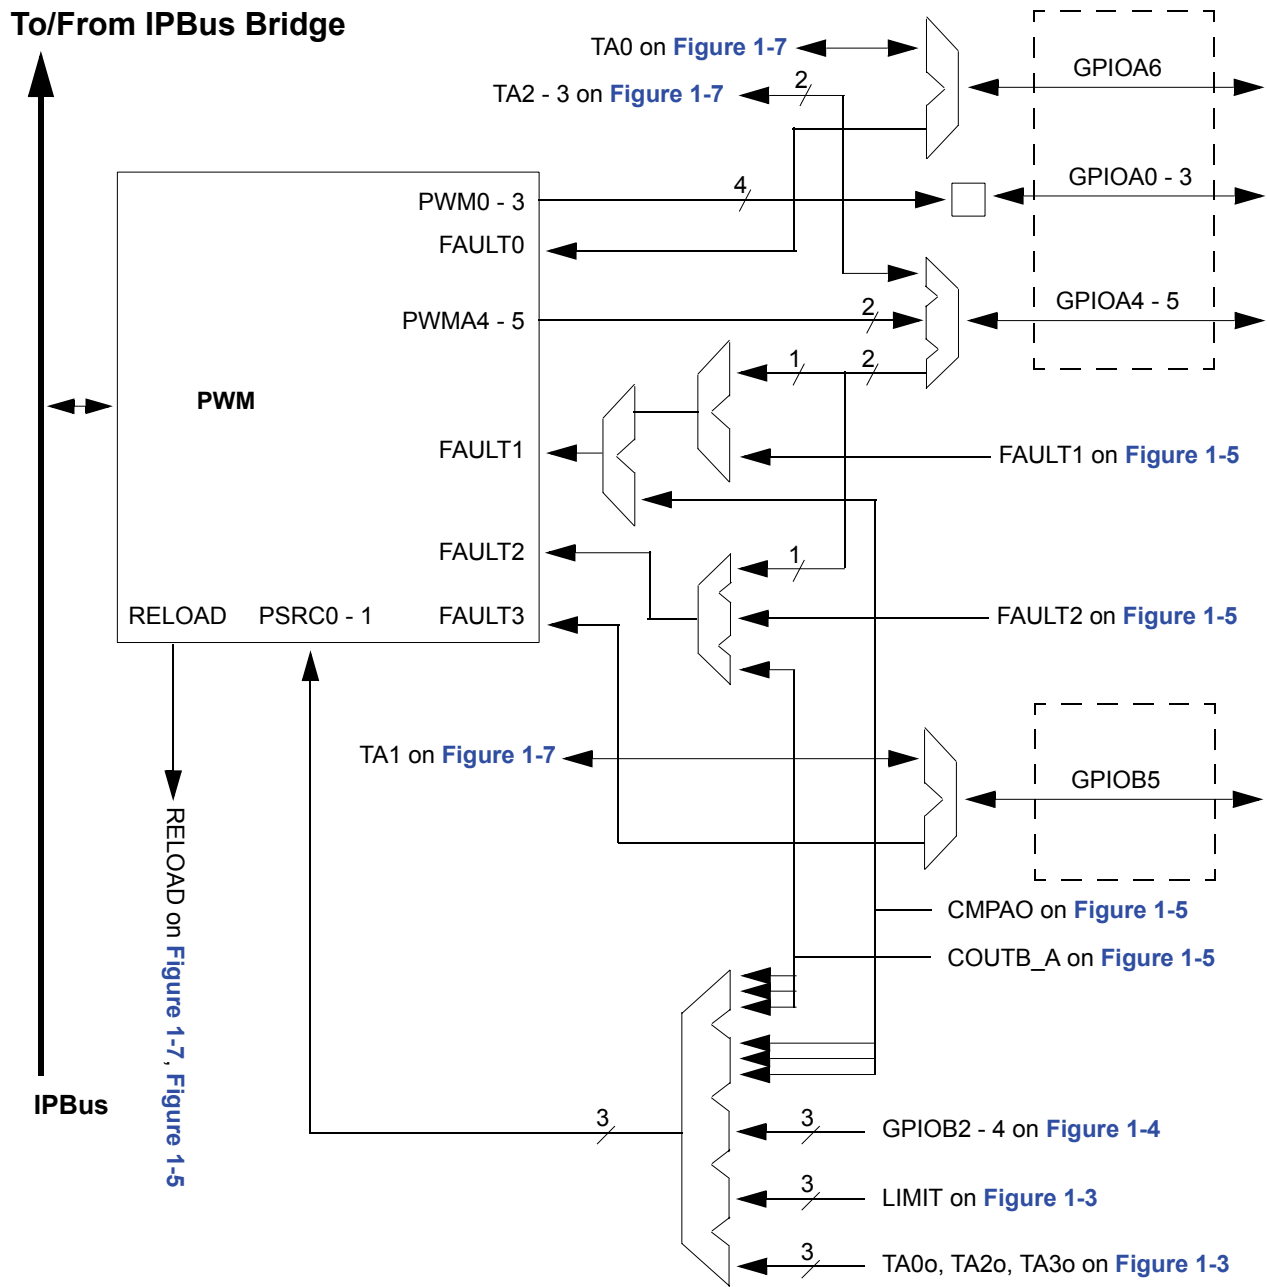 To/From IPBus Bridge
TA0 on Figure 1-7
GPIOA6
2
TA2 - 3 on Figure 1-7
GPIOA0 - 3
4
PWM0 - 3
FAULT0
GPIOA4 - 5
2
PWMA4 - 5
1
2
PWM
FAULT1
FAULT1 on Figure 1-5
FAULT2
1
RELOAD
PSRC0 - 1
FAULT3
FAULT2 on Figure 1-5
TA1 on Figure 1-7
GPIOB5
RELOAD on Figure 1-7, Figure 1-5
CMPAO on Figure 1-5
COUTB_A on Figure 1-5
IPBus
3
3
GPIOB2 - 4 on Figure 1-4
3
LIMIT on Figure 1-3
3
TA0o, TA2o, TA3o on Figure 1-3